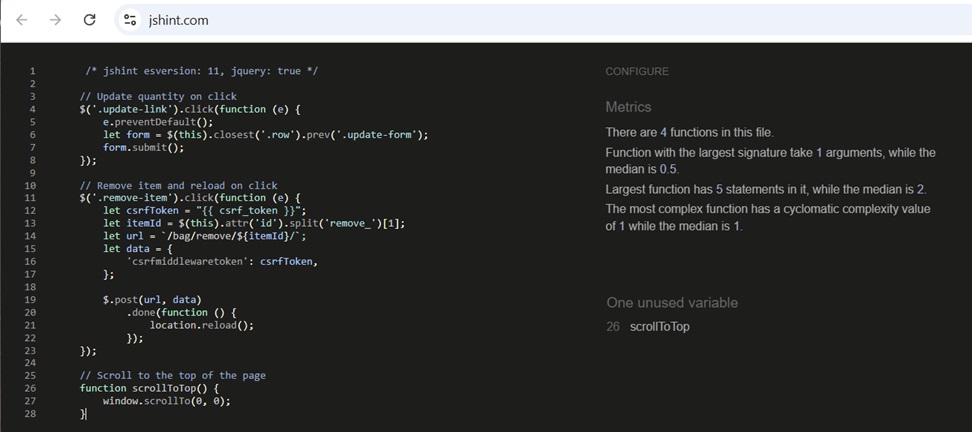 jshint.com
1 /* jshint esversion: 11, jquery: true */
2
3 // Update quantity on click
4 $('.update-link').click(function (e) {
5 e.preventDefault();
6 let form = $(this).closest('.row').prev('.update-form');
7 form.submit();
8 });
9
10 // Remove item and reload on click
11 $('.remove-item').click(function (e) {
12 let csrfToken = "{{ csrf_token }}";
13 let itemId = $(this).attr('id').split('remove_')[1];
14 let url = `/bag/remove/${itemId}/`;
15 let data = {
16 'csrfmiddlewaretoken': csrfToken,
17 };
18
19 $.post(url, data)
20 .done(function () {
21 location.reload();
22 });
23 });
24
25 // Scroll to the top of the page
26 function scrollToTop() {
27 window.scrollTo(0, 0);
28 }
CONFIGURE
Metrics
There are 4 functions in this file.
Function with the largest signature take 1 arguments, while the
median is 0.5.
Largest function has 5 statements in it, while the median is 2.
The most complex function has a cyclomatic complexity value
of 1 while the median is 1.
One unused variable
26 scrollToTop